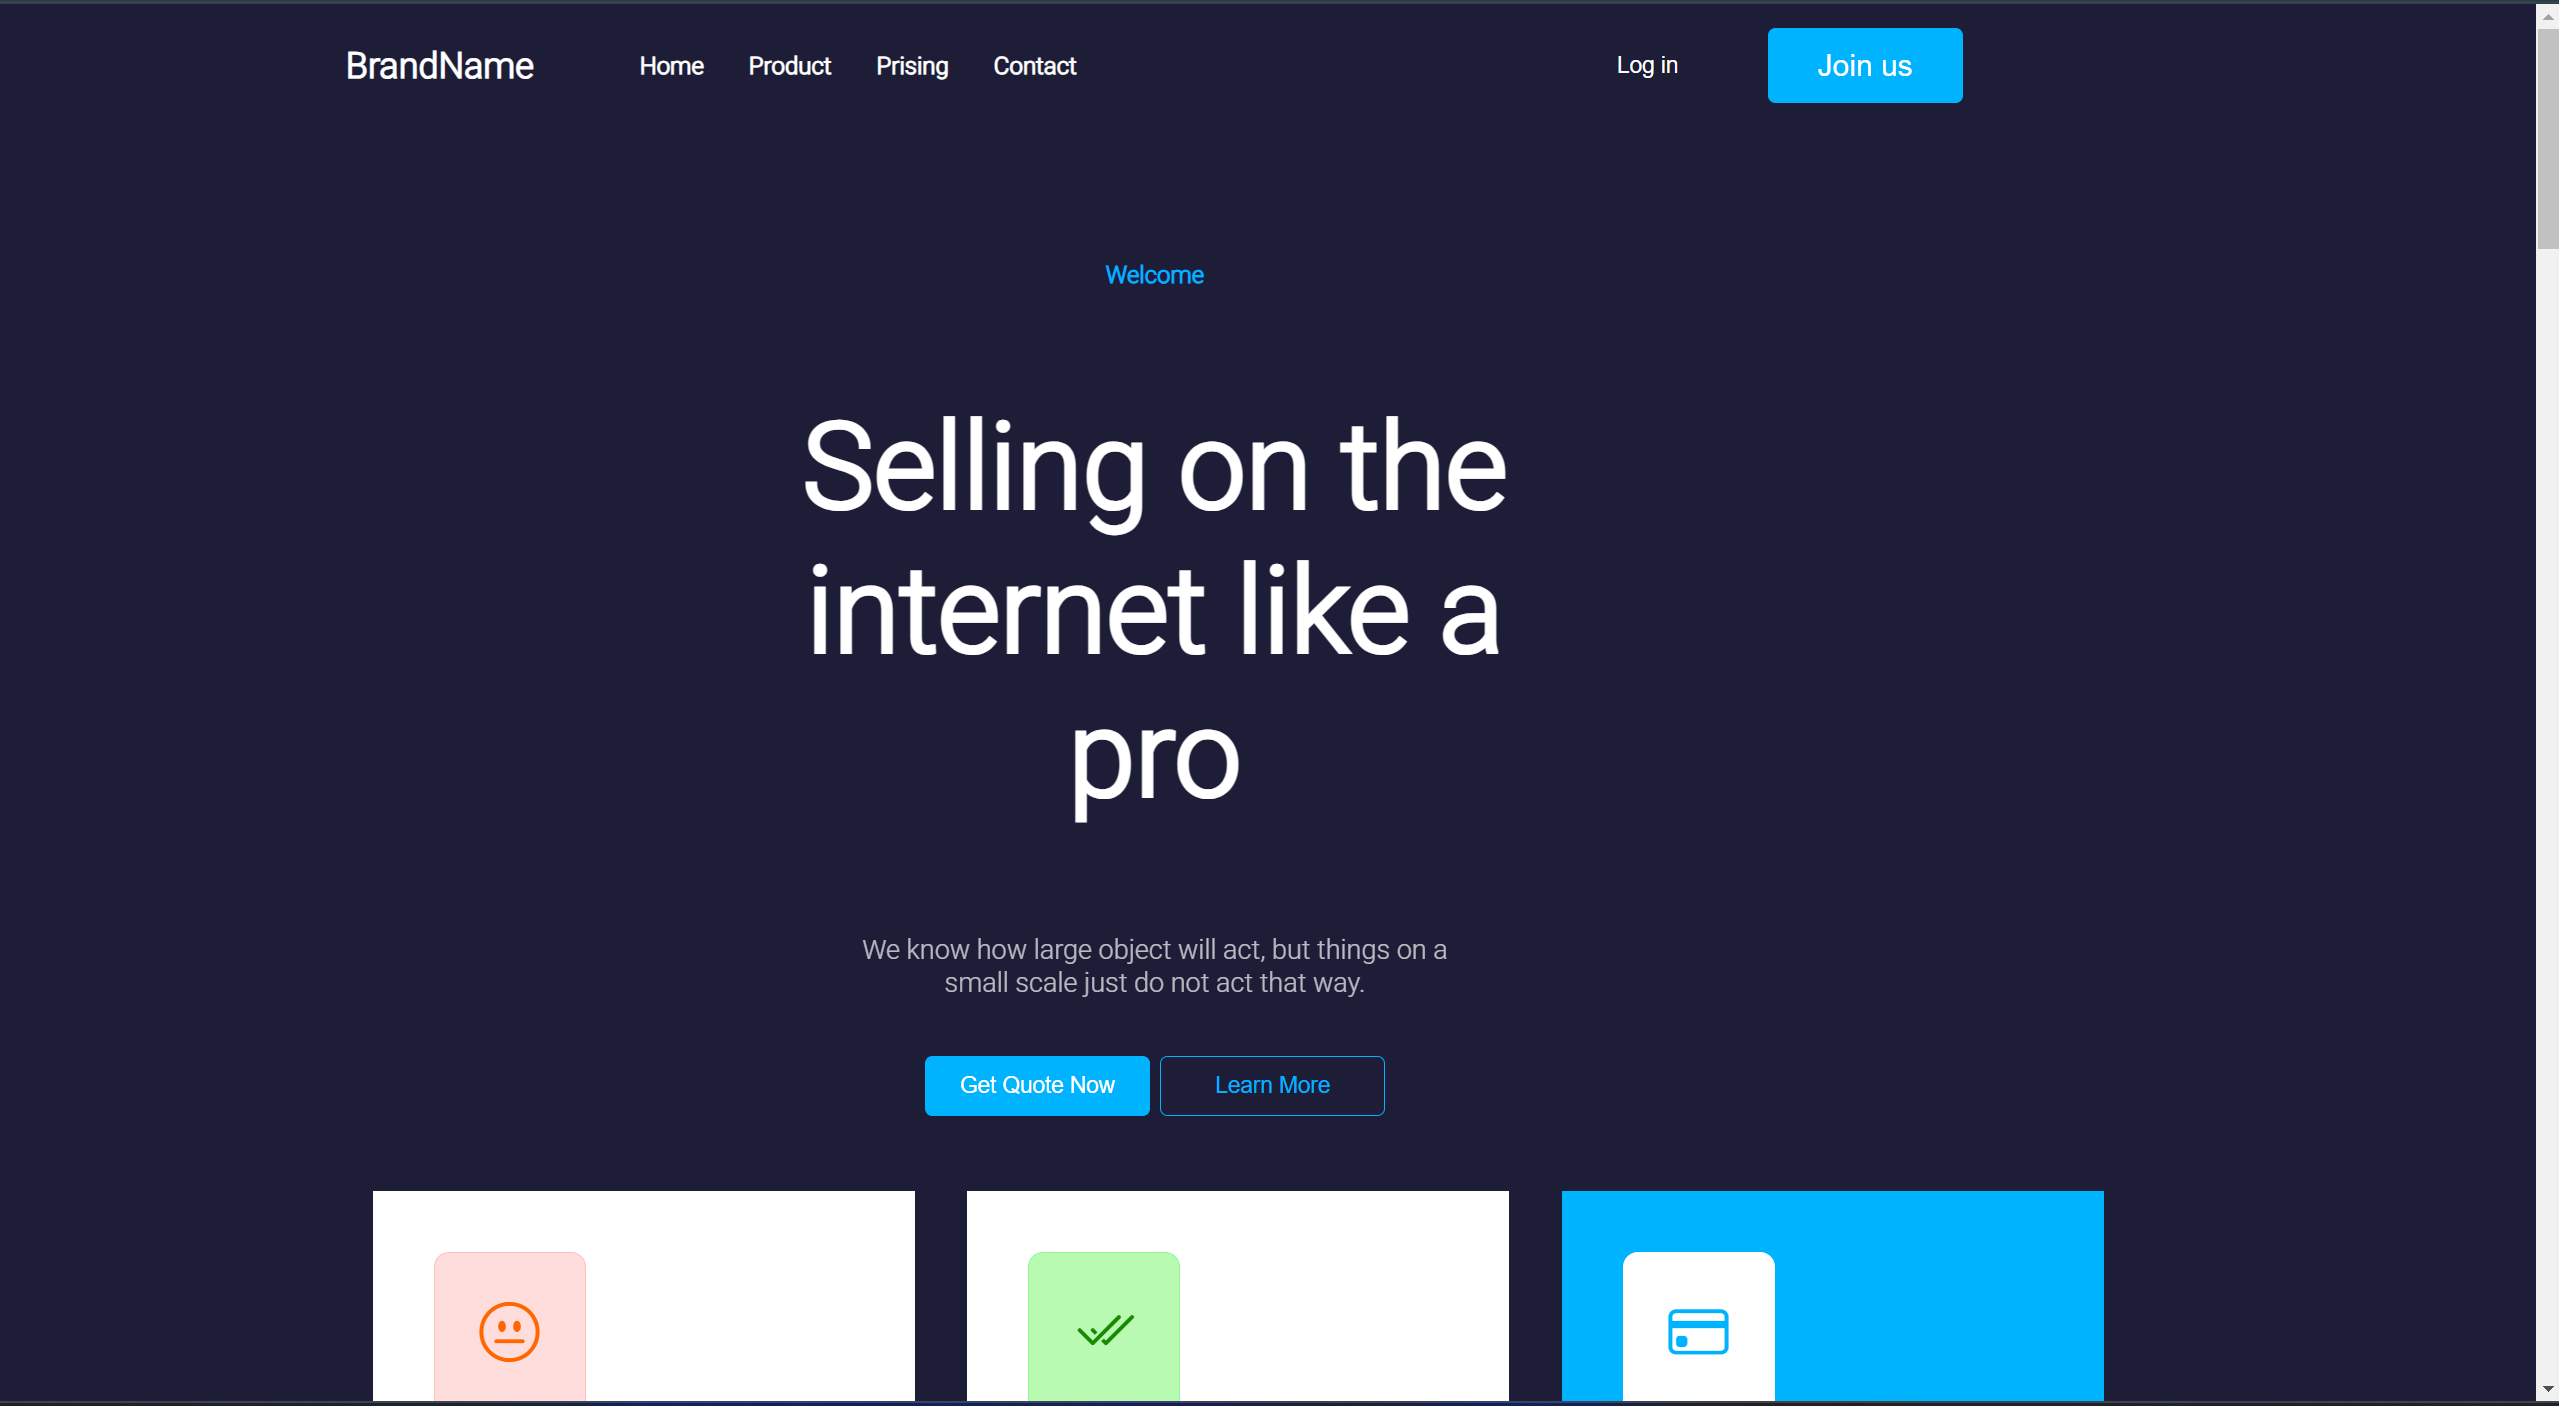 BrandName
Home Product Prising Contact
Log in
Join us
Welcome
Selling on the
internet like a
pro
We know how large object will act, but things on a
small scale just do not act that way.
Get Quote Now
Learn More